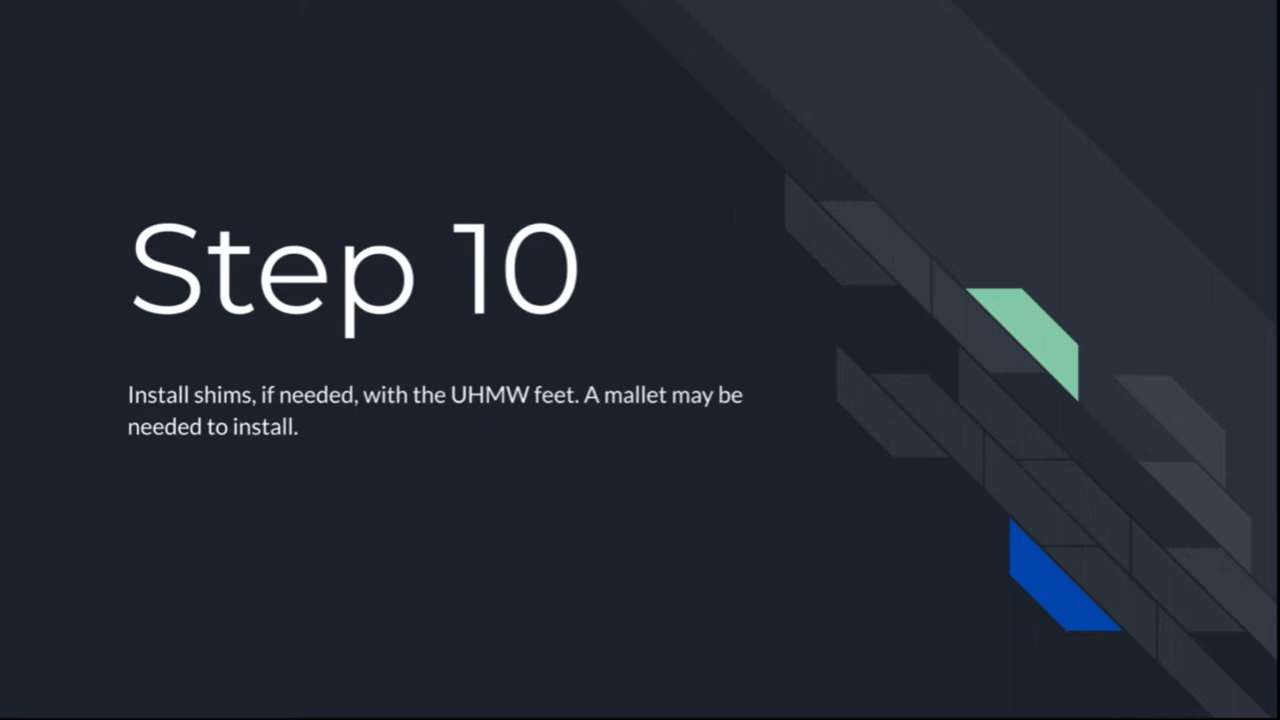 Step 10
Install shims, if needed, with the UHMW feet. A mallet may be
needed to install.